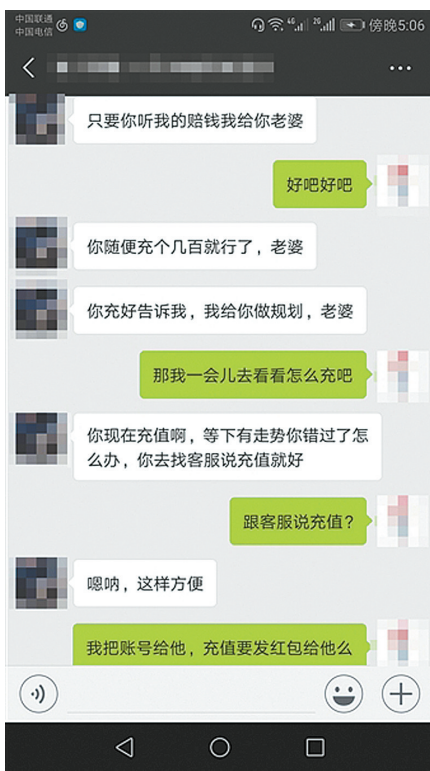 中国联通
中国电信
4G
2G
傍晚5:06
只要你听我的赔钱我给你老婆
好吧好吧
你随便充个几百就行了，老婆
你充好告诉我，我给你做规划，老婆
那我一会儿去看看怎么充吧
你现在充值啊，等下有走势你错过了怎
么办，你去找客服说充值就好
跟客服说充值？
嗯呐，这样方便
我把账号给他，充值要发红包给他么